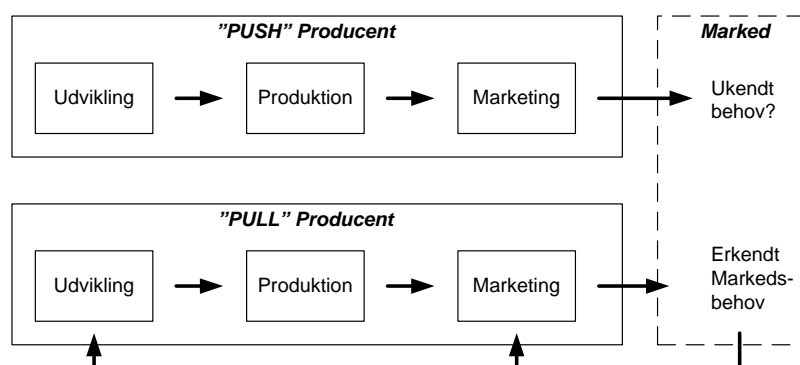 ”PUSH” Producent
Marked
Udvikling
Produktion
Marketing
Ukendt
behov?
”PULL” Producent
Udvikling
Produktion
Marketing
Erkendt
Markeds-
behov